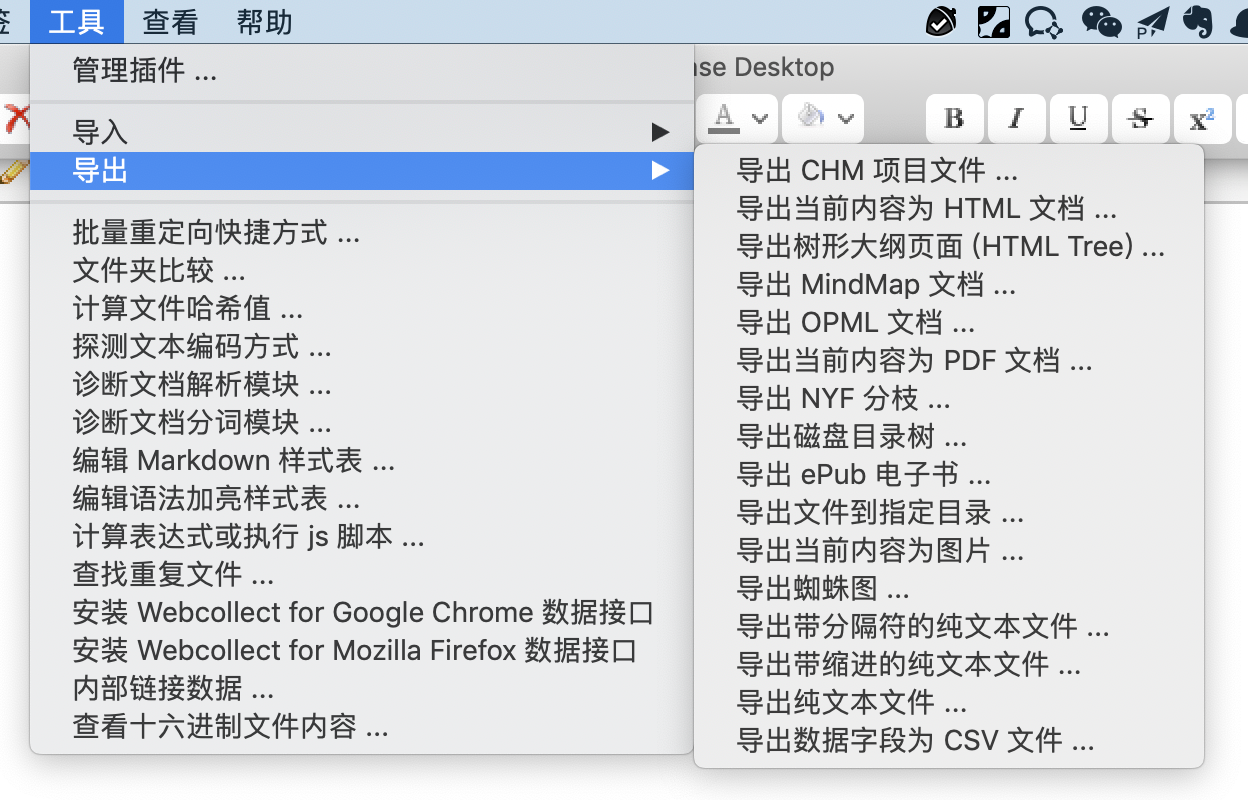 签 工具 查看 帮助
管理插件 ...
导入
导出
批量重定向快捷方式 ...
文件夹比较 ...
计算文件哈希值 ...
探测文本编码方式 ...
诊断文档解析模块 ...
诊断文档分词模块 ...
编辑 Markdown 样式表 ...
编辑语法加亮样式表 ...
计算表达式或执行 js 脚本 ...
查找重复文件 ...
安装 Webcollect for Google Chrome 数据接口
安装 Webcollect for Mozilla Firefox 数据接口
内部链接数据 ...
查看十六进制文件内容 ...
se Desktop
A B I U S x²
导出 CHM 项目文件 ...
导出当前内容为 HTML 文档 ...
导出树形大纲页面 (HTML Tree) ...
导出 MindMap 文档 ...
导出 OPML 文档 ...
导出当前内容为 PDF 文档 ...
导出 NYF 分枝 ...
导出磁盘目录树 ...
导出 ePub 电子书 ...
导出文件到指定目录 ...
导出当前内容为图片 ...
导出蜘蛛图 ...
导出带分隔符的纯文本文件 ...
导出带缩进的纯文本文件 ...
导出纯文本文件 ...
导出数据字段为 CSV 文件 ...